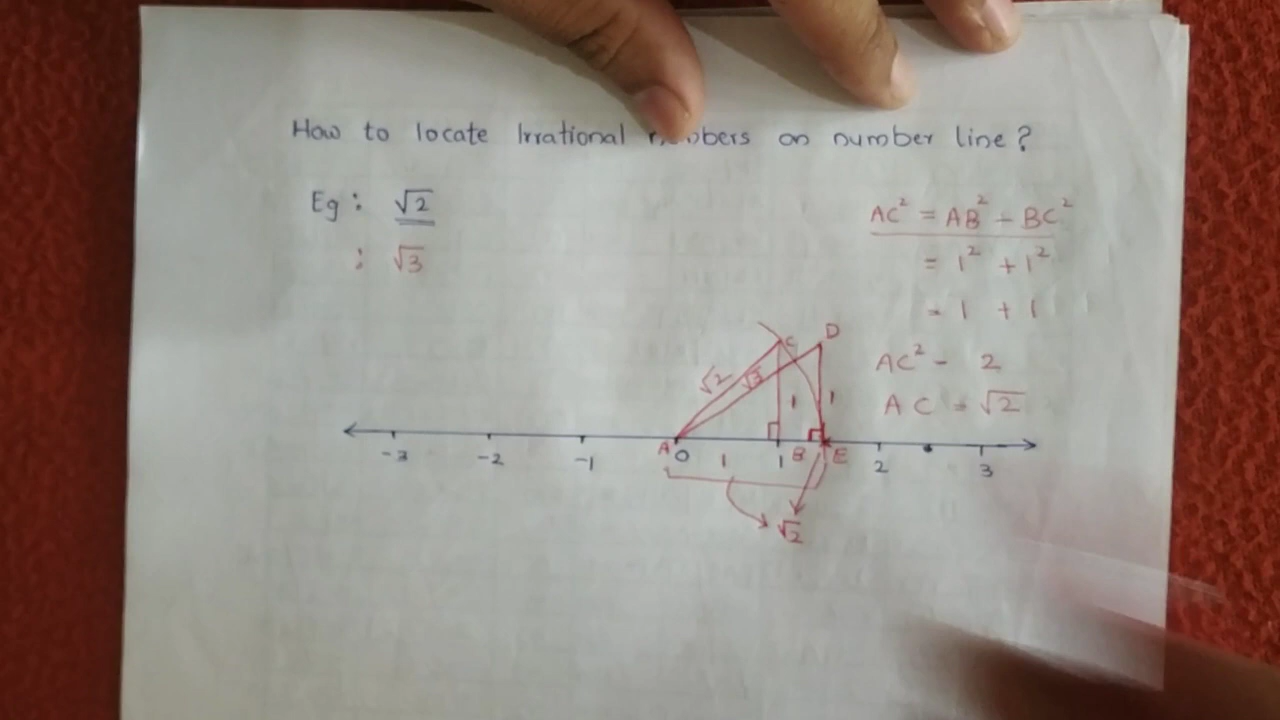 How to locate Irrational numbers on number line?
Eg : √2
: √3
AC² = AB² - BC²
= 1² + 1²
= 1 + 1
AC² - 2
AC = √2
C D
√2 √3 1 1
-3 -2 -1 A 0 1 1 B E 2 3
√2